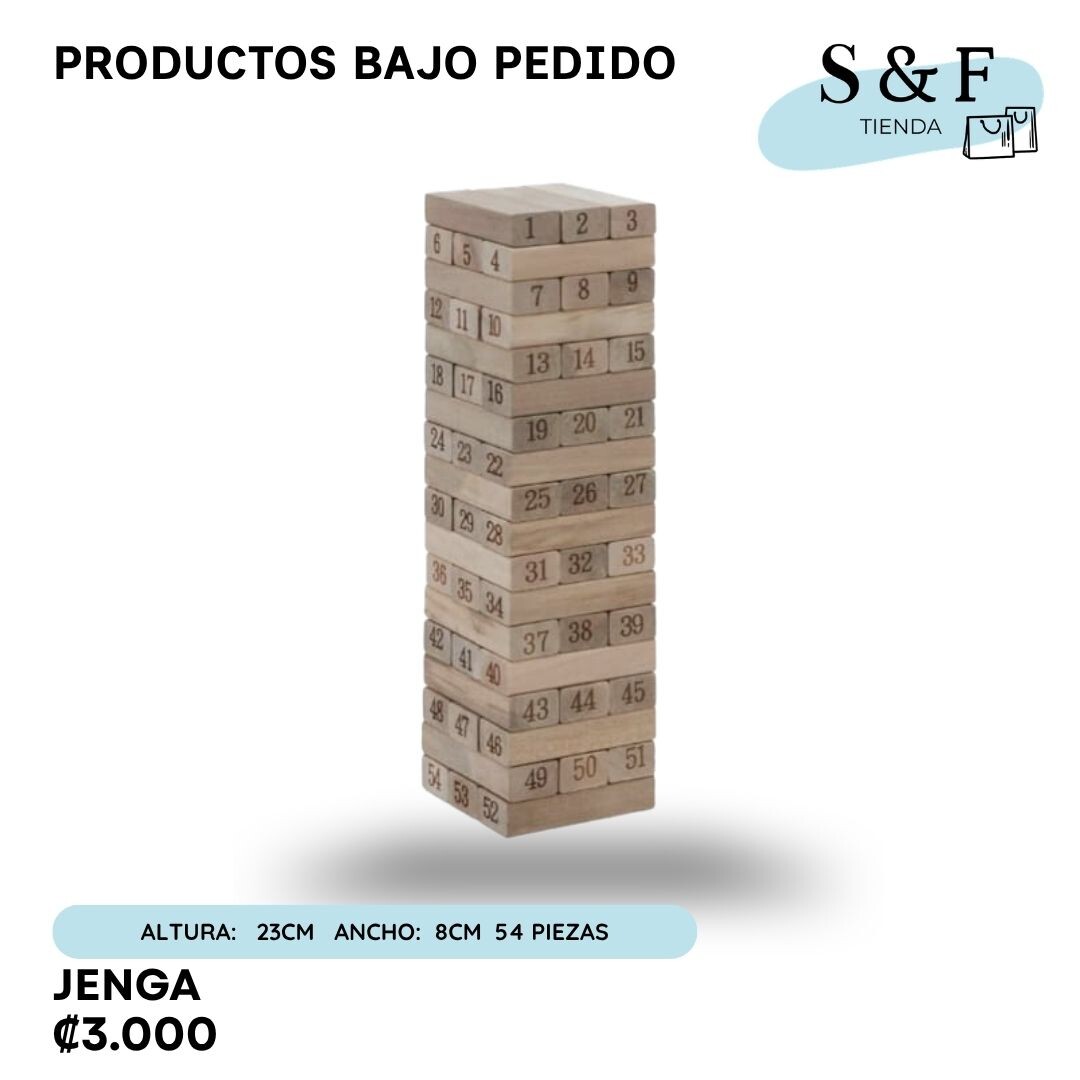 PRODUCTOS BAJO PEDIDO
S & F
TIENDA
1 2 3
6 5 4
7 8 9
12 11 10
13 14 15
18 17 16
19 20 21
24 23 22
25 26 27
30 29 28
31 32 33
36 35 34
37 38 39
42 41 40
43 44 45
48 47 46
49 50 51
54 53 52
ALTURA: 23CM ANCHO: 8CM 54 PIEZAS
JENGA
₡3.000